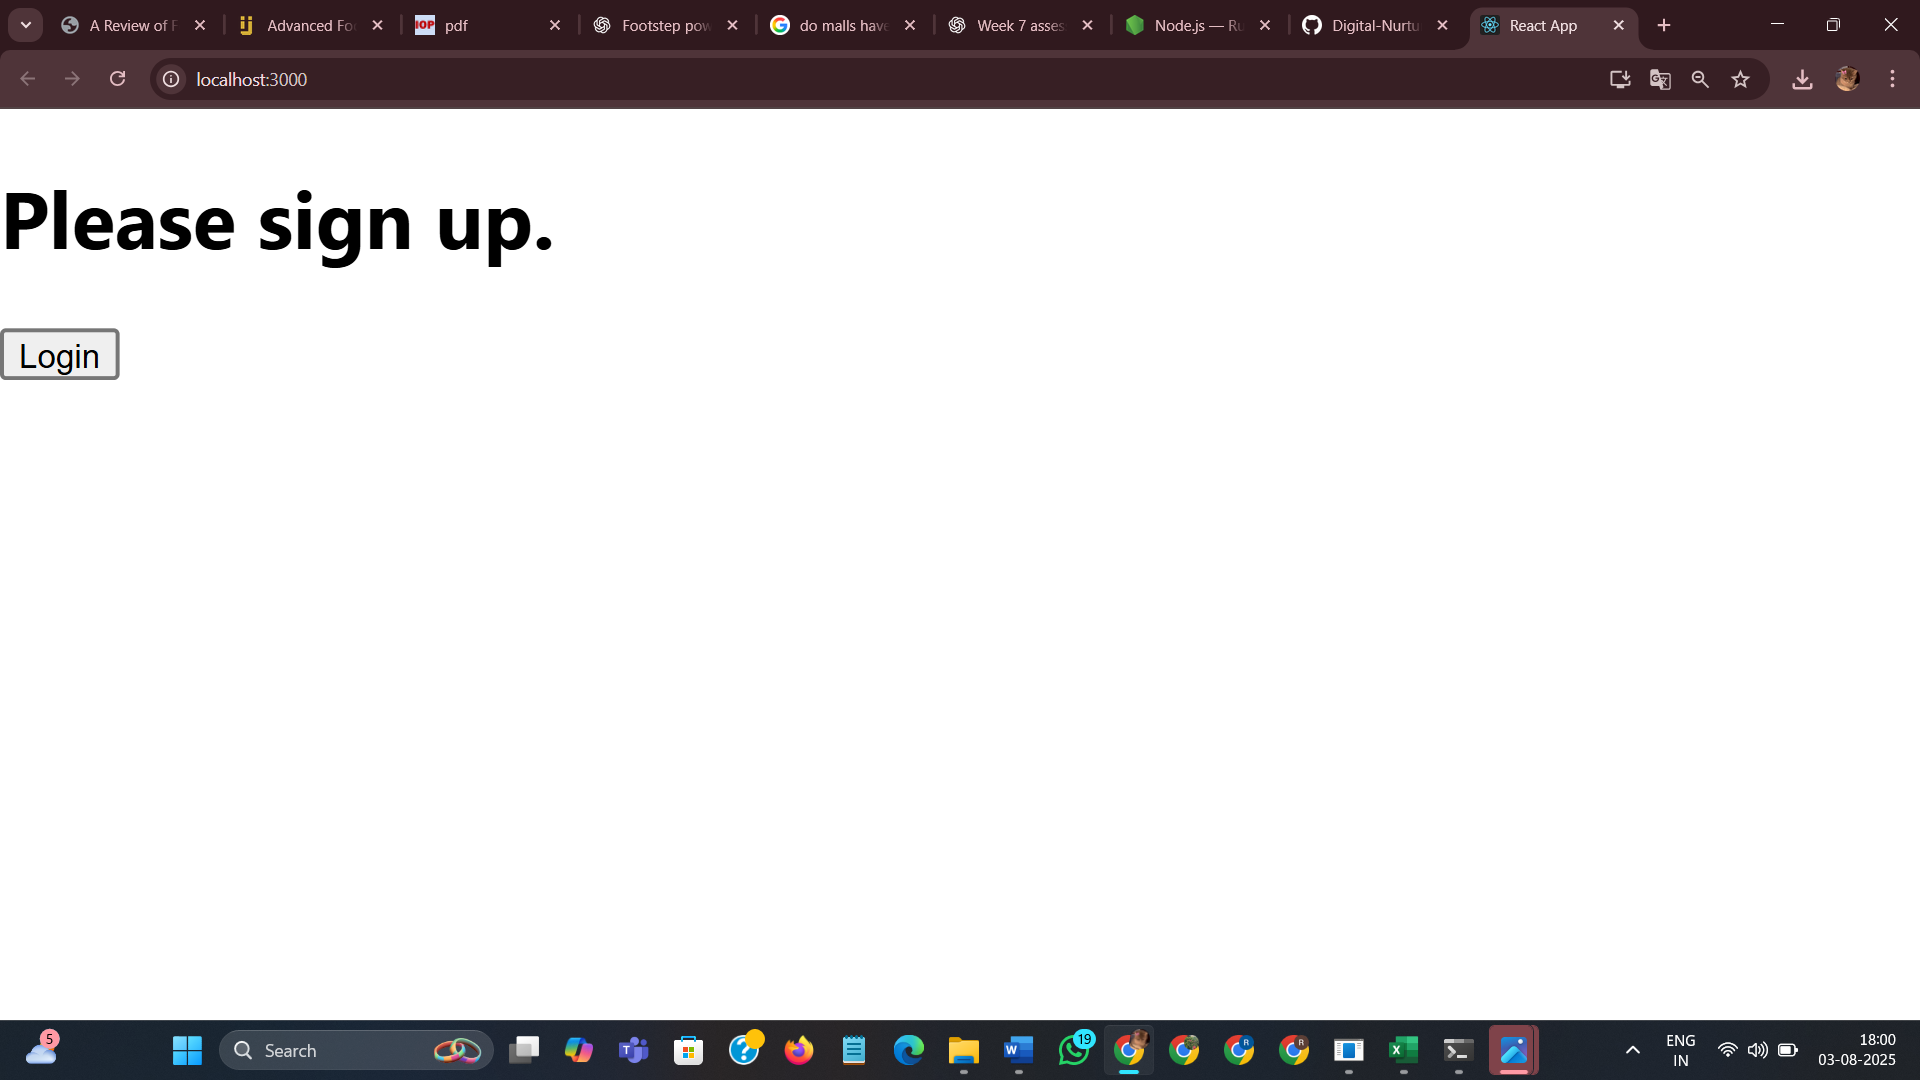 A Review of F
Advanced Fo
IOP pdf
Footstep pow
do malls have
Week 7 asses
Node.js — Ru
Digital-Nurtu
React App
localhost:3000
Please sign up.
Login
5
Search
19
R
R
ENG
IN
18:00
03-08-2025